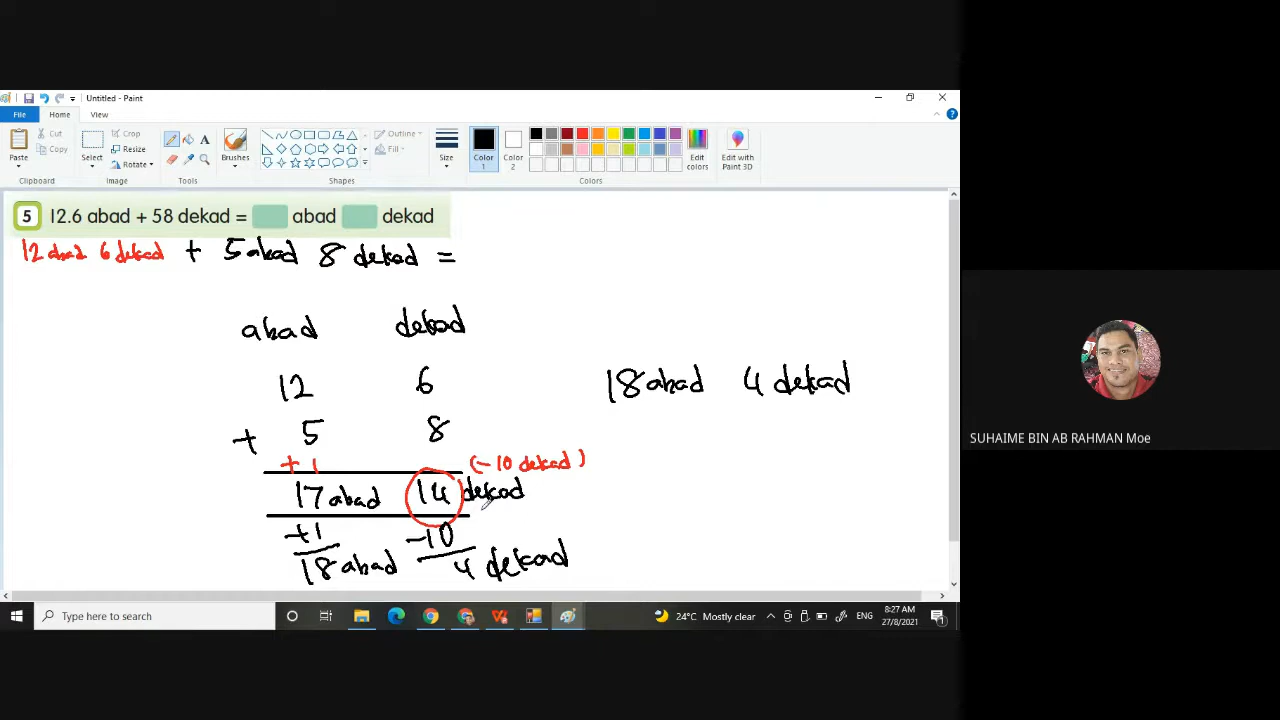 Untitled - Paint
File Home View
Paste Cut Copy Select Crop Resize Rotate Brushes Outline Fill Size Color 1 Color 2 Edit colors Edit with Paint 3D
Clipboard Image Tools Shapes Colors
5 12.6 abad + 58 dekad = abad dekad
12 abad 6 dekad + 5 abad 8 dekad =
abad dekad
12 6
18 abad 4 dekad
+ 5 8
+ 1 (- 10 dekad)
17 abad 14 dekad
+1 -10
18 abad 4 dekad
SUHAIME BIN AB RAHMAN Moe
Type here to search
24°C Mostly clear
ENG
8:27 AM
27/8/2021